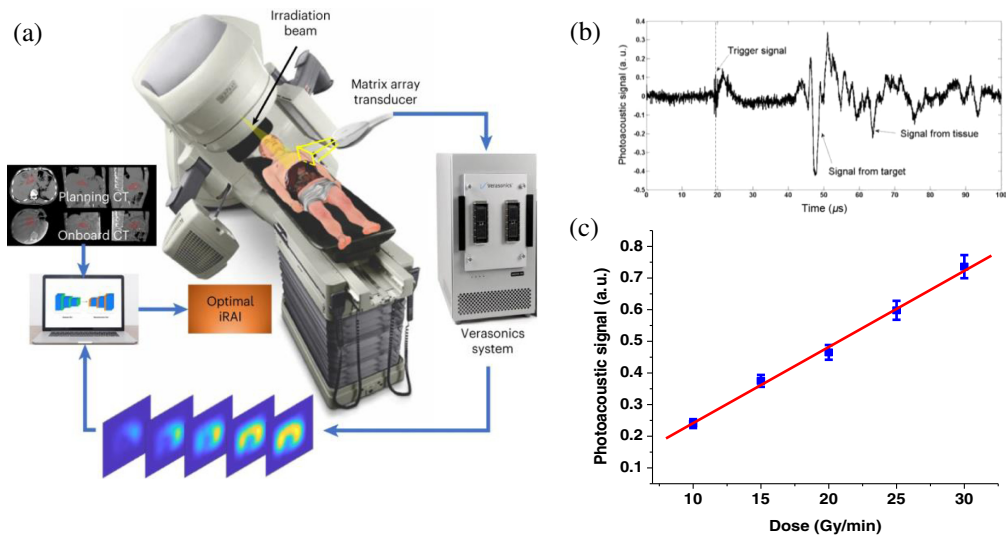 (a)
Irradiation
beam
Matrix array
transducer
Planning CT
Onboard CT
Optimal
iRAI
Verasonics
Verasonics
system
(b)
Photoacoustic signal (a. u.)
0.4
0.3
0.2
0.1
0
-0.1
-0.2
-0.3
-0.4
-0.5
Trigger signal
Signal from tissue
Signal from target
0 10 20 30 40 50 60 70 80 90 100
Time (µs)
(c)
Photoacoustic signal (a.u.)
0.8
0.7
0.6
0.5
0.4
0.3
0.2
0.1
10 15 20 25 30
Dose (Gy/min)